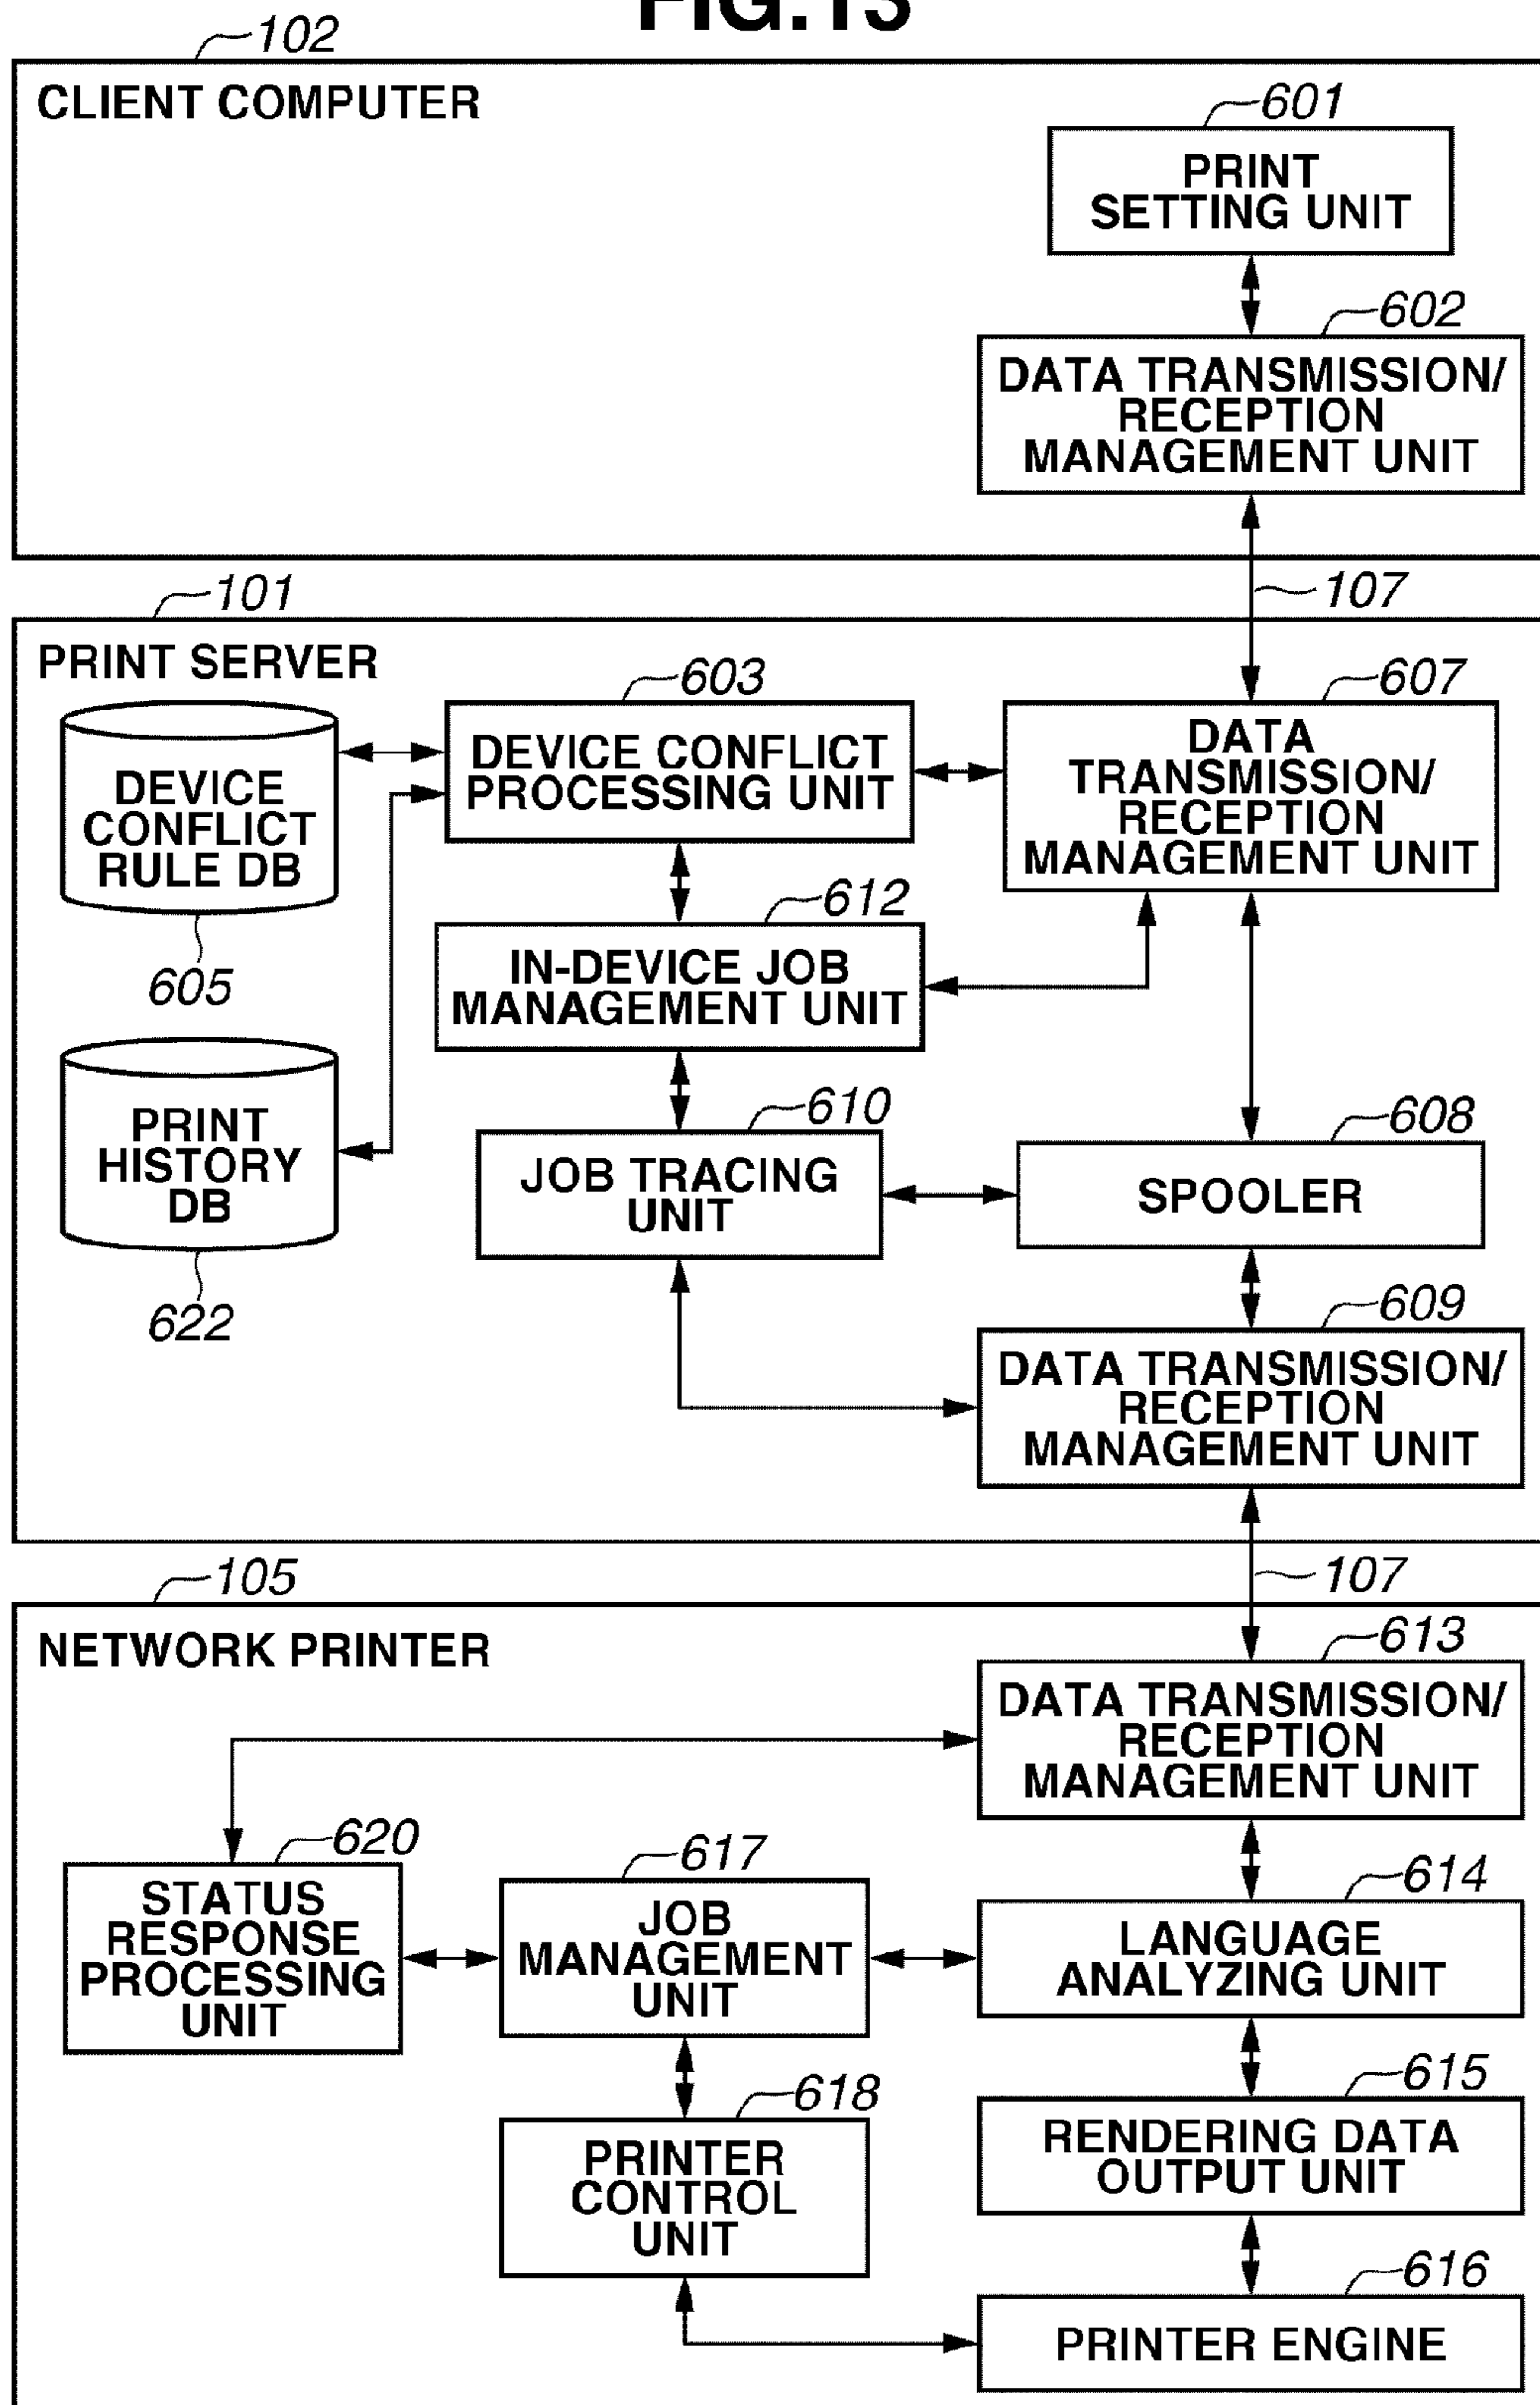 FIG.13
102
CLIENT COMPUTER
601
PRINT
SETTING UNIT
602
DATA TRANSMISSION/
RECEPTION
MANAGEMENT UNIT
107
101
PRINT SERVER
603
607
DEVICE CONFLICT
RULE DB
605
DEVICE CONFLICT
PROCESSING UNIT
DATA
TRANSMISSION/
RECEPTION
MANAGEMENT UNIT
612
IN-DEVICE JOB
MANAGEMENT UNIT
PRINT
HISTORY
DB
622
610
JOB TRACING
UNIT
608
SPOOLER
609
DATA TRANSMISSION/
RECEPTION
MANAGEMENT UNIT
107
105
NETWORK PRINTER
613
DATA TRANSMISSION/
RECEPTION
MANAGEMENT UNIT
620
STATUS
RESPONSE
PROCESSING
UNIT
617
JOB
MANAGEMENT
UNIT
614
LANGUAGE
ANALYZING UNIT
618
PRINTER
CONTROL
UNIT
615
RENDERING DATA
OUTPUT UNIT
616
PRINTER ENGINE